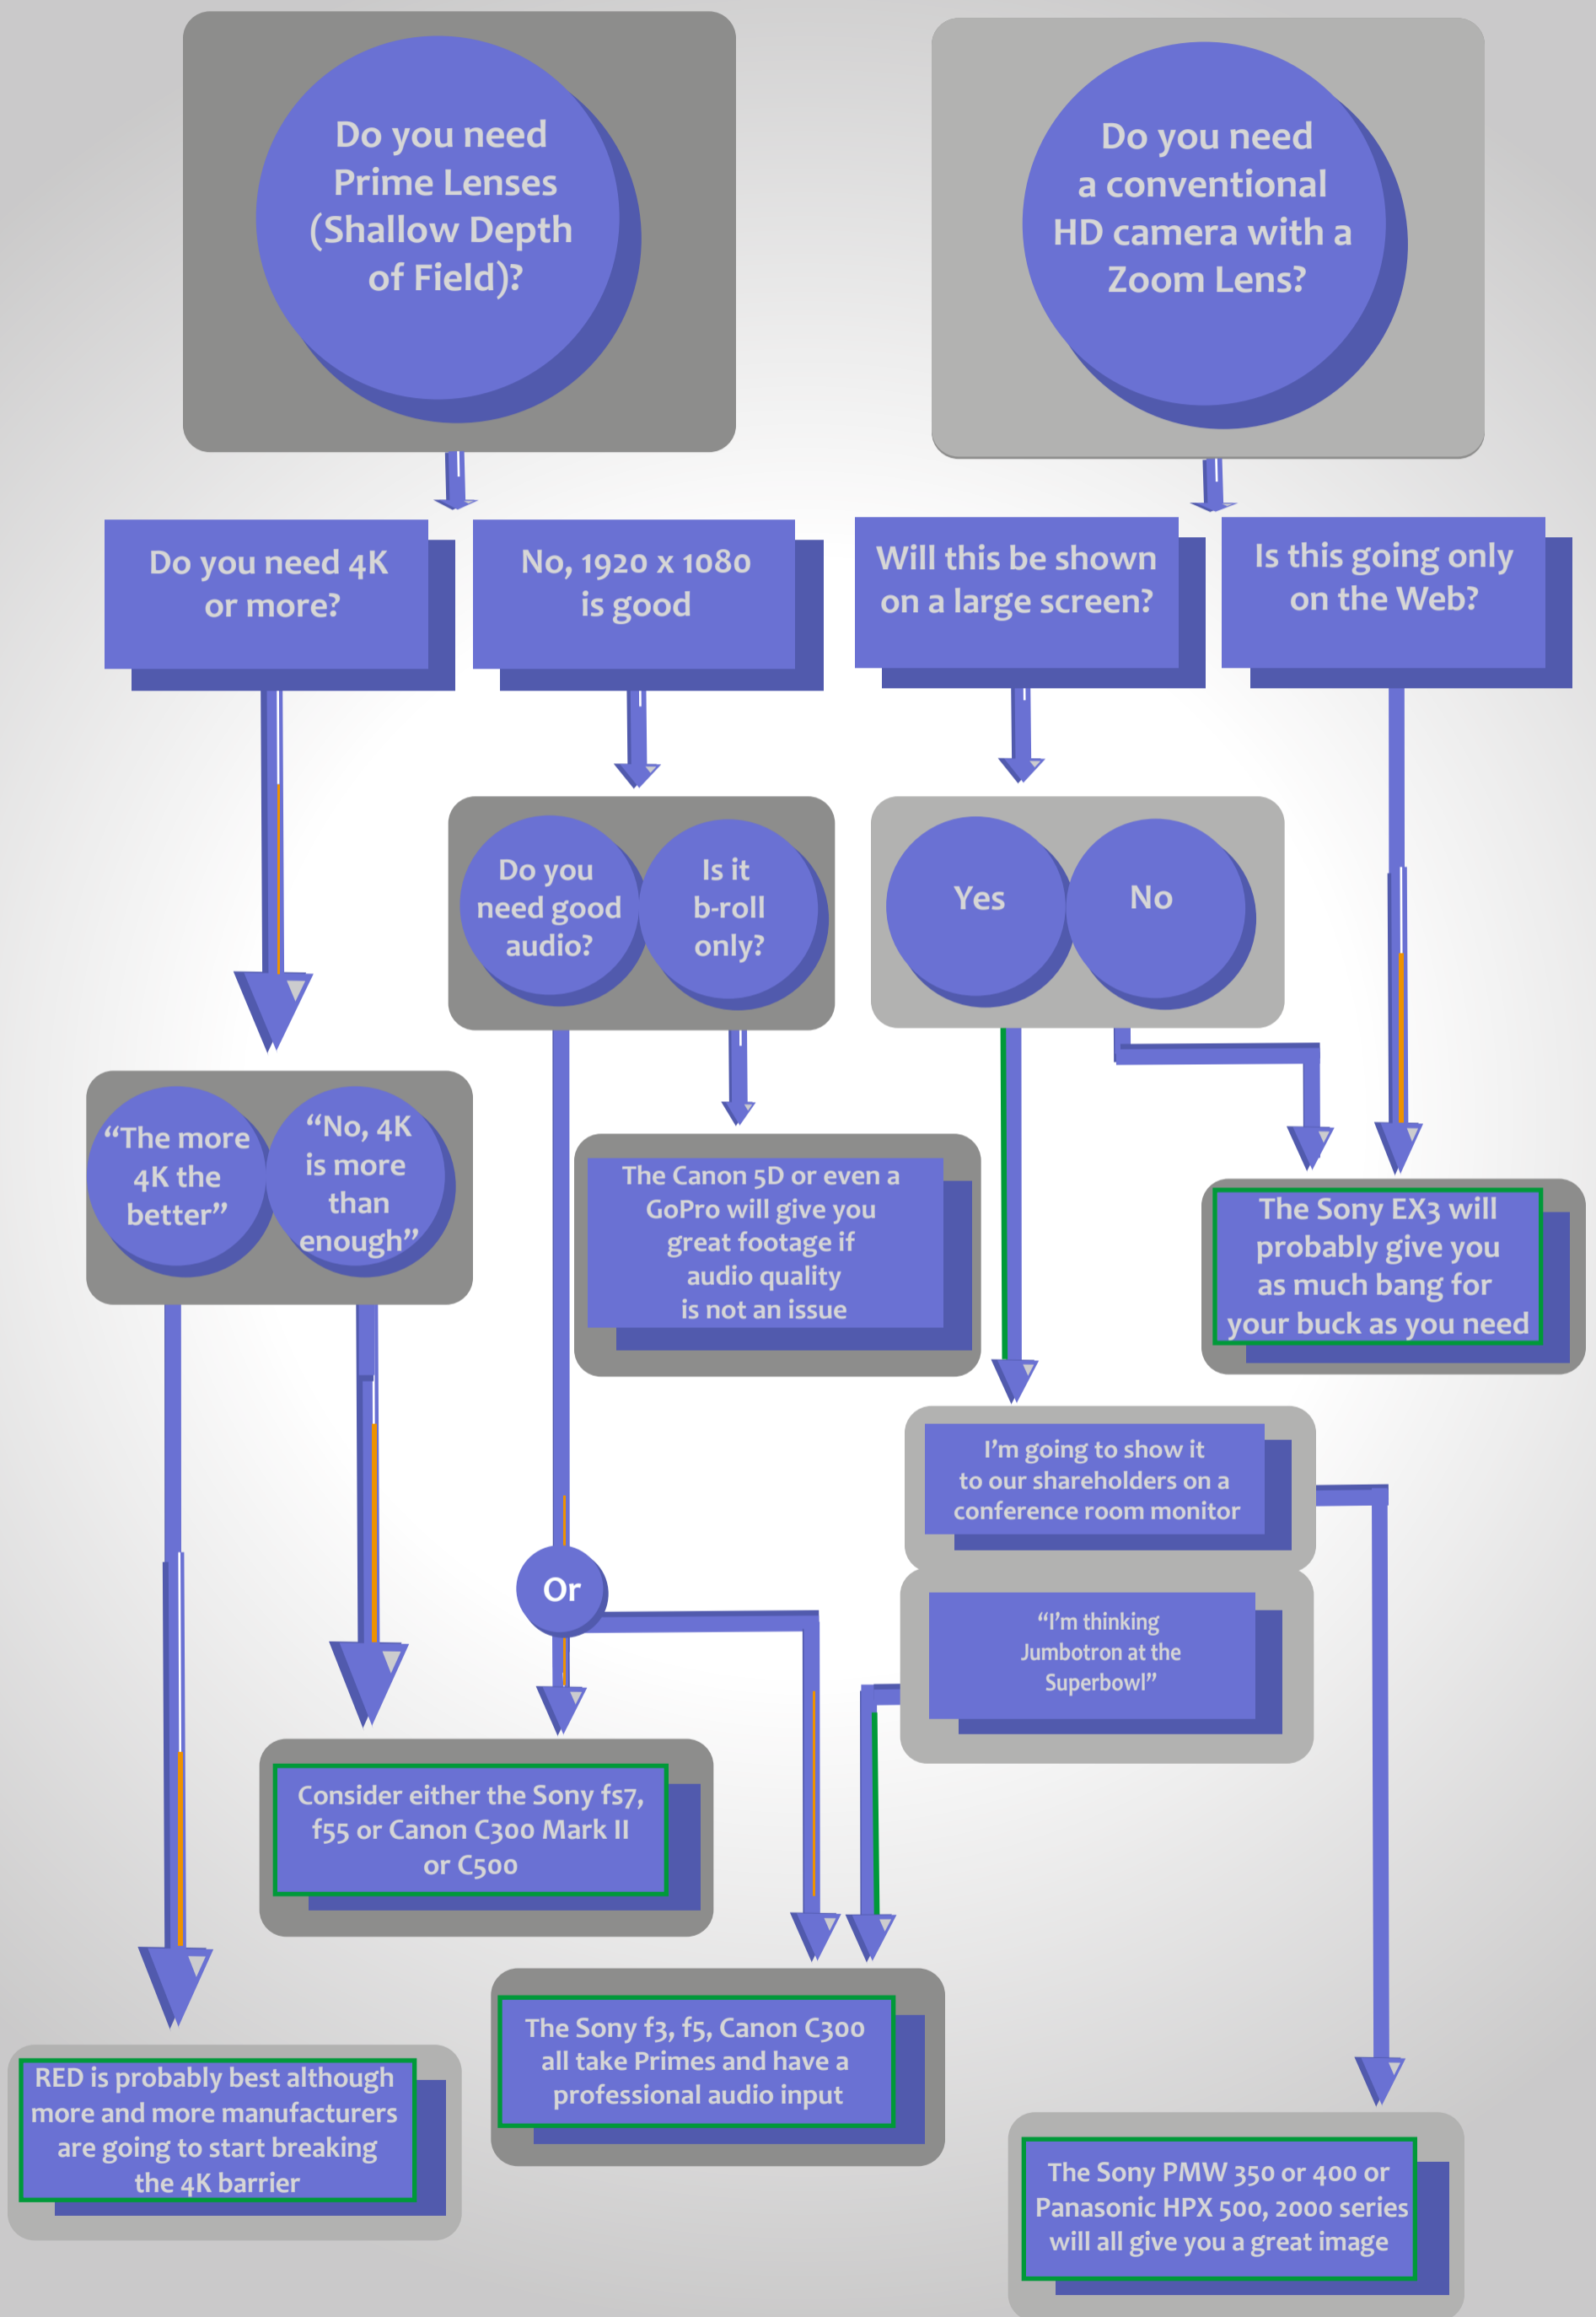 Do you need
Prime Lenses
(Shallow Depth
of Field)?
Do you need
a conventional
HD camera with a
Zoom Lens?
Do you need 4K
or more?
No, 1920 x 1080
is good
Will this be shown
on a large screen?
Is this going only
on the Web?
Do you
need good
audio?
Is it
b-roll
only?
Yes
No
“The more
4K the
better”
“No, 4K
is more
than
enough”
The Canon 5D or even a
GoPro will give you
great footage if
audio quality
is not an issue
The Sony EX3 will
probably give you
as much bang for
your buck as you need
I’m going to show it
to our shareholders on a
conference room monitor
Or
“I’m thinking
Jumbotron at the
Superbowl”
Consider either the Sony fs7,
f55 or Canon C300 Mark II
or C500
The Sony f3, f5, Canon C300
all take Primes and have a
professional audio input
RED is probably best although
more and more manufacturers
are going to start breaking
the 4K barrier
The Sony PMW 350 or 400 or
Panasonic HPX 500, 2000 series
will all give you a great image